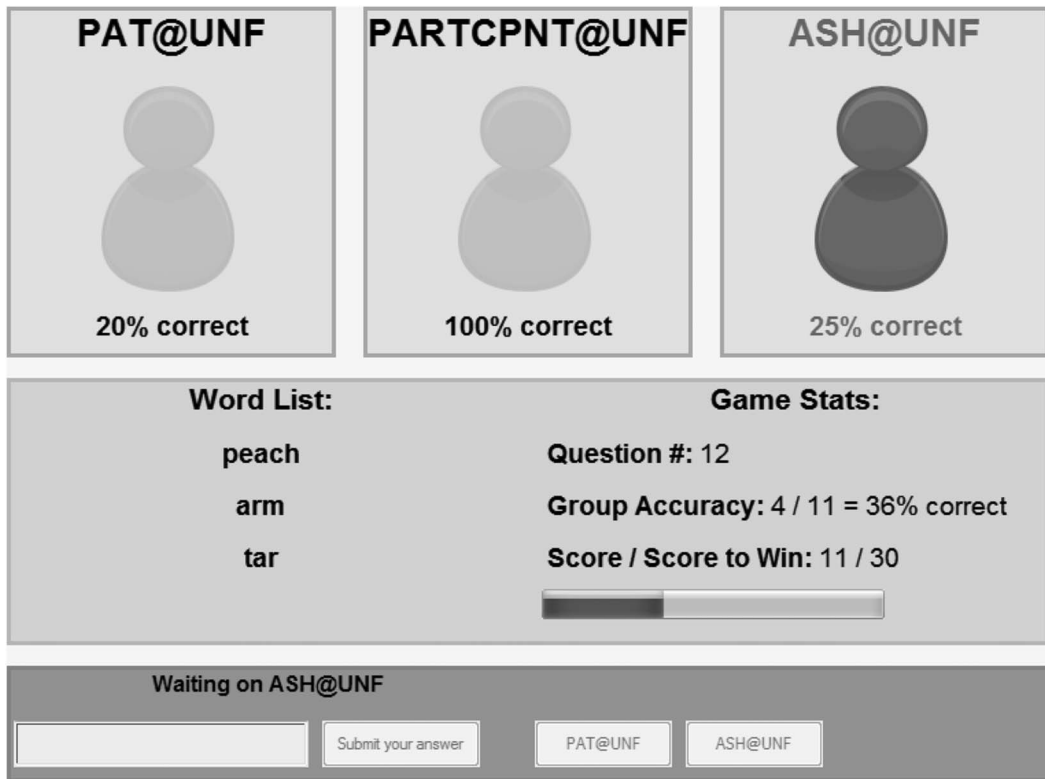 PAT@UNF
PARTCPNT@UNF
ASH@UNF
20% correct
100% correct
25% correct
Word List:
peach
arm
tar
Game Stats:
Question #: 12
Group Accuracy: 4 / 11 = 36% correct
Score / Score to Win: 11 / 30
Waiting on ASH@UNF
Submit your answer
PAT@UNF
ASH@UNF